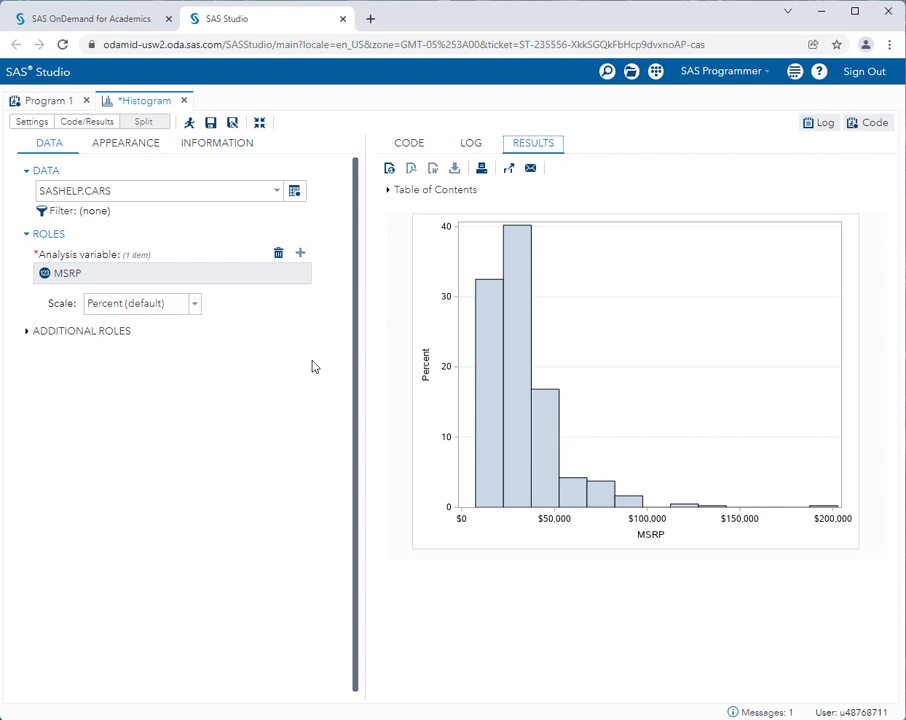 SAS OnDemand for Academics
SAS Studio
odamid-usw2.oda.sas.com/SASStudio/main?locale=en_US&zone=GMT-05%253A00&ticket=ST-235556-XkkSGQkFbHcp9dvxnoAP-cas
SAS® Studio
SAS Programmer
Sign Out
Program 1
*Histogram
Settings
Code/Results
Split
Log
Code
DATA
APPEARANCE
INFORMATION
CODE
LOG
RESULTS
DATA
SASHELP.CARS
Filter: (none)
ROLES
*Analysis variable: (1 item)
123 MSRP
Scale: Percent (default)
ADDITIONAL ROLES
Table of Contents
40
30
20
10
0
Percent
$0
$50,000
$100,000
$150,000
$200,000
MSRP
Messages: 1
User: u48768711